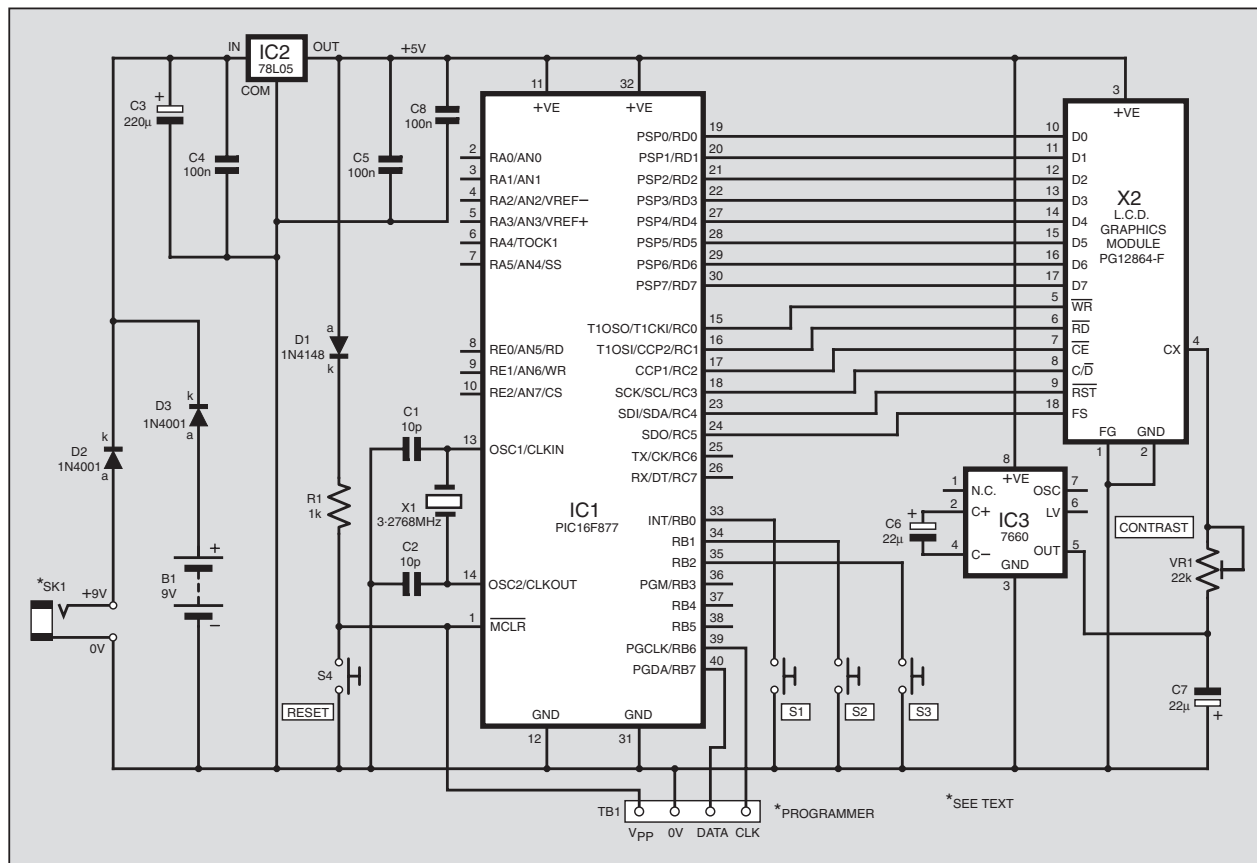 IN
IC2
78L05
OUT
COM
+5V
+
C3
220µ
C4
100n
C5
100n
C8
100n
D1
1N4148
a
k
D3
1N4001
k
a
D2
1N4001
k
a
R1
1k
*SK1
+9V
0V
B1
9V
+
−
S4
RESET
C1
10p
X1
3·2768MHz
C2
10p
11
32
+VE
+VE
2 RA0/AN0
3 RA1/AN1
4 RA2/AN2/VREF−
5 RA3/AN3/VREF+
6 RA4/TOCK1
7 RA5/AN4/SS
8 RE0/AN5/RD
9 RE1/AN6/WR
10 RE2/AN7/CS
13 OSC1/CLKIN
14 OSC2/CLKOUT
1 MCLR
IC1
PIC16F877
PSP0/RD0 19
PSP1/RD1 20
PSP2/RD2 21
PSP3/RD3 22
PSP4/RD4 27
PSP5/RD5 28
PSP6/RD6 29
PSP7/RD7 30
T1OSO/T1CKI/RC0 15
T1OSI/CCP2/RC1 16
CCP1/RC2 17
SCK/SCL/RC3 18
SDI/SDA/RC4 23
SDO/RC5 24
TX/CK/RC6 25
RX/DT/RC7 26
INT/RB0 33
RB1 34
RB2 35
PGM/RB3 36
RB4 37
RB5 38
PGCLK/RB6 39
PGDA/RB7 40
GND
GND
12
31
3
+VE
10 D0
11 D1
12 D2
13 D3
14 D4
15 D5
16 D6
17 D7
5 WR
6 RD
7 CE
8 C/D
9 RST
18 FS
X2
L.C.D.
GRAPHICS
MODULE
PG12864-F
CX 4
FG
GND
1
2
8
+VE
1 N.C.
2 C+
4 C−
OSC 7
LV 6
OUT 5
IC3
7660
GND
3
C6
22µ
+
CONTRAST
VR1
22k
C7
22µ
+
S1
S2
S3
TB1
VPP
0V
DATA
CLK
*PROGRAMMER
*SEE TEXT